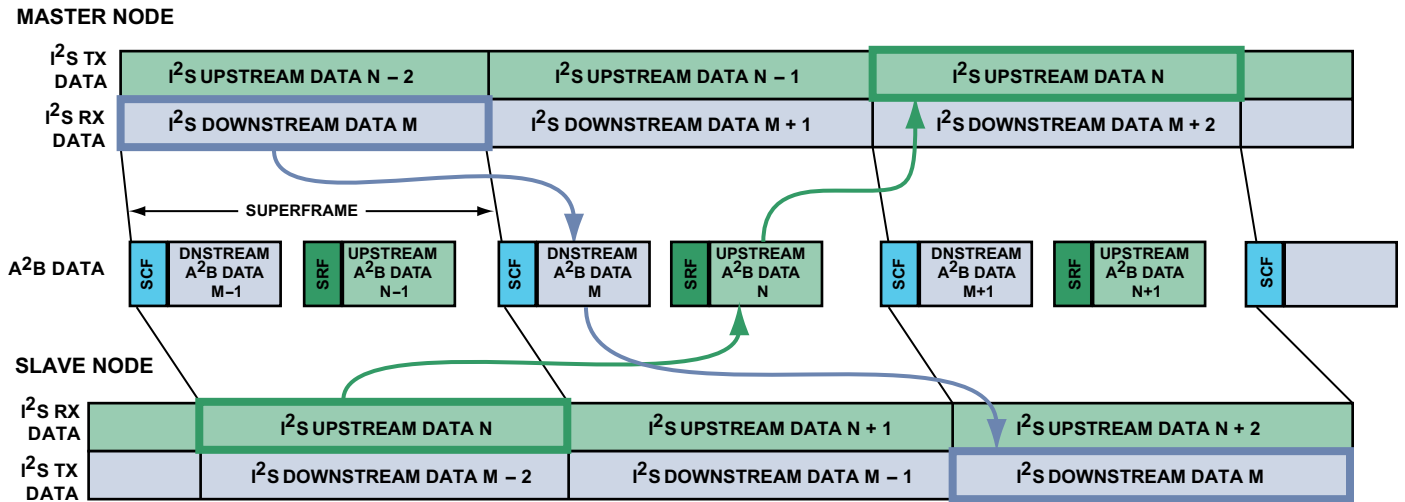 MASTER NODE
I²S TX DATA
I²S UPSTREAM DATA N – 2
I²S UPSTREAM DATA N – 1
I²S UPSTREAM DATA N
I²S RX DATA
I²S DOWNSTREAM DATA M
I²S DOWNSTREAM DATA M + 1
I²S DOWNSTREAM DATA M + 2
SUPERFRAME
A²B DATA
SCF
DNSTREAM
A²B DATA
M–1
SRF
UPSTREAM
A²B DATA
N–1
SCF
DNSTREAM
A²B DATA
M
SRF
UPSTREAM
A²B DATA
N
SCF
DNSTREAM
A²B DATA
M+1
SRF
UPSTREAM
A²B DATA
N+1
SCF
SLAVE NODE
I²S RX
DATA
I²S UPSTREAM DATA N
I²S UPSTREAM DATA N + 1
I²S UPSTREAM DATA N + 2
I²S TX
DATA
I²S DOWNSTREAM DATA M – 2
I²S DOWNSTREAM DATA M – 1
I²S DOWNSTREAM DATA M